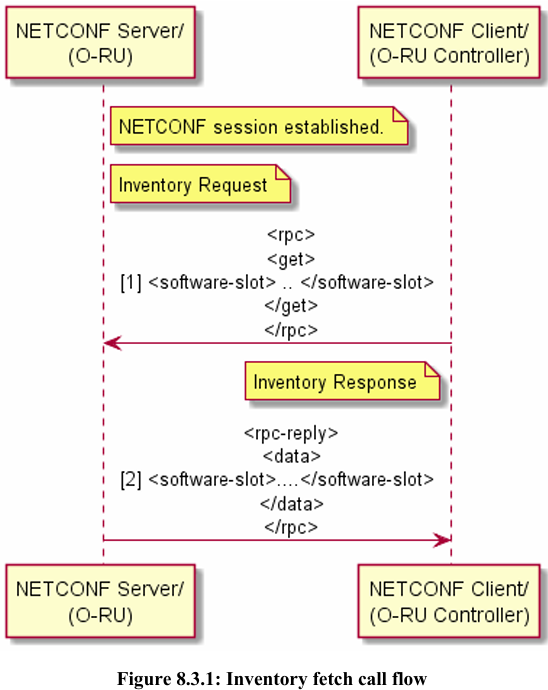 NETCONF Server/
(O-RU)
NETCONF Client/
(O-RU Controller)
NETCONF session established.
Inventory Request
<rpc>
<get>
[1] <software-slot> .. </software-slot>
</get>
</rpc>
Inventory Response
<rpc-reply>
<data>
[2] <software-slot>....</software-slot>
</data>
</rpc>
NETCONF Server/
(O-RU)
NETCONF Client/
(O-RU Controller)
Figure 8.3.1: Inventory fetch call flow